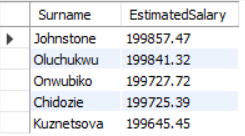 Surname EstimatedSalary
Johnstone 199857.47
Oluchukwu 199841.32
Onwubiko 199727.72
Chidozie 199725.39
Kuznetsova 199645.45